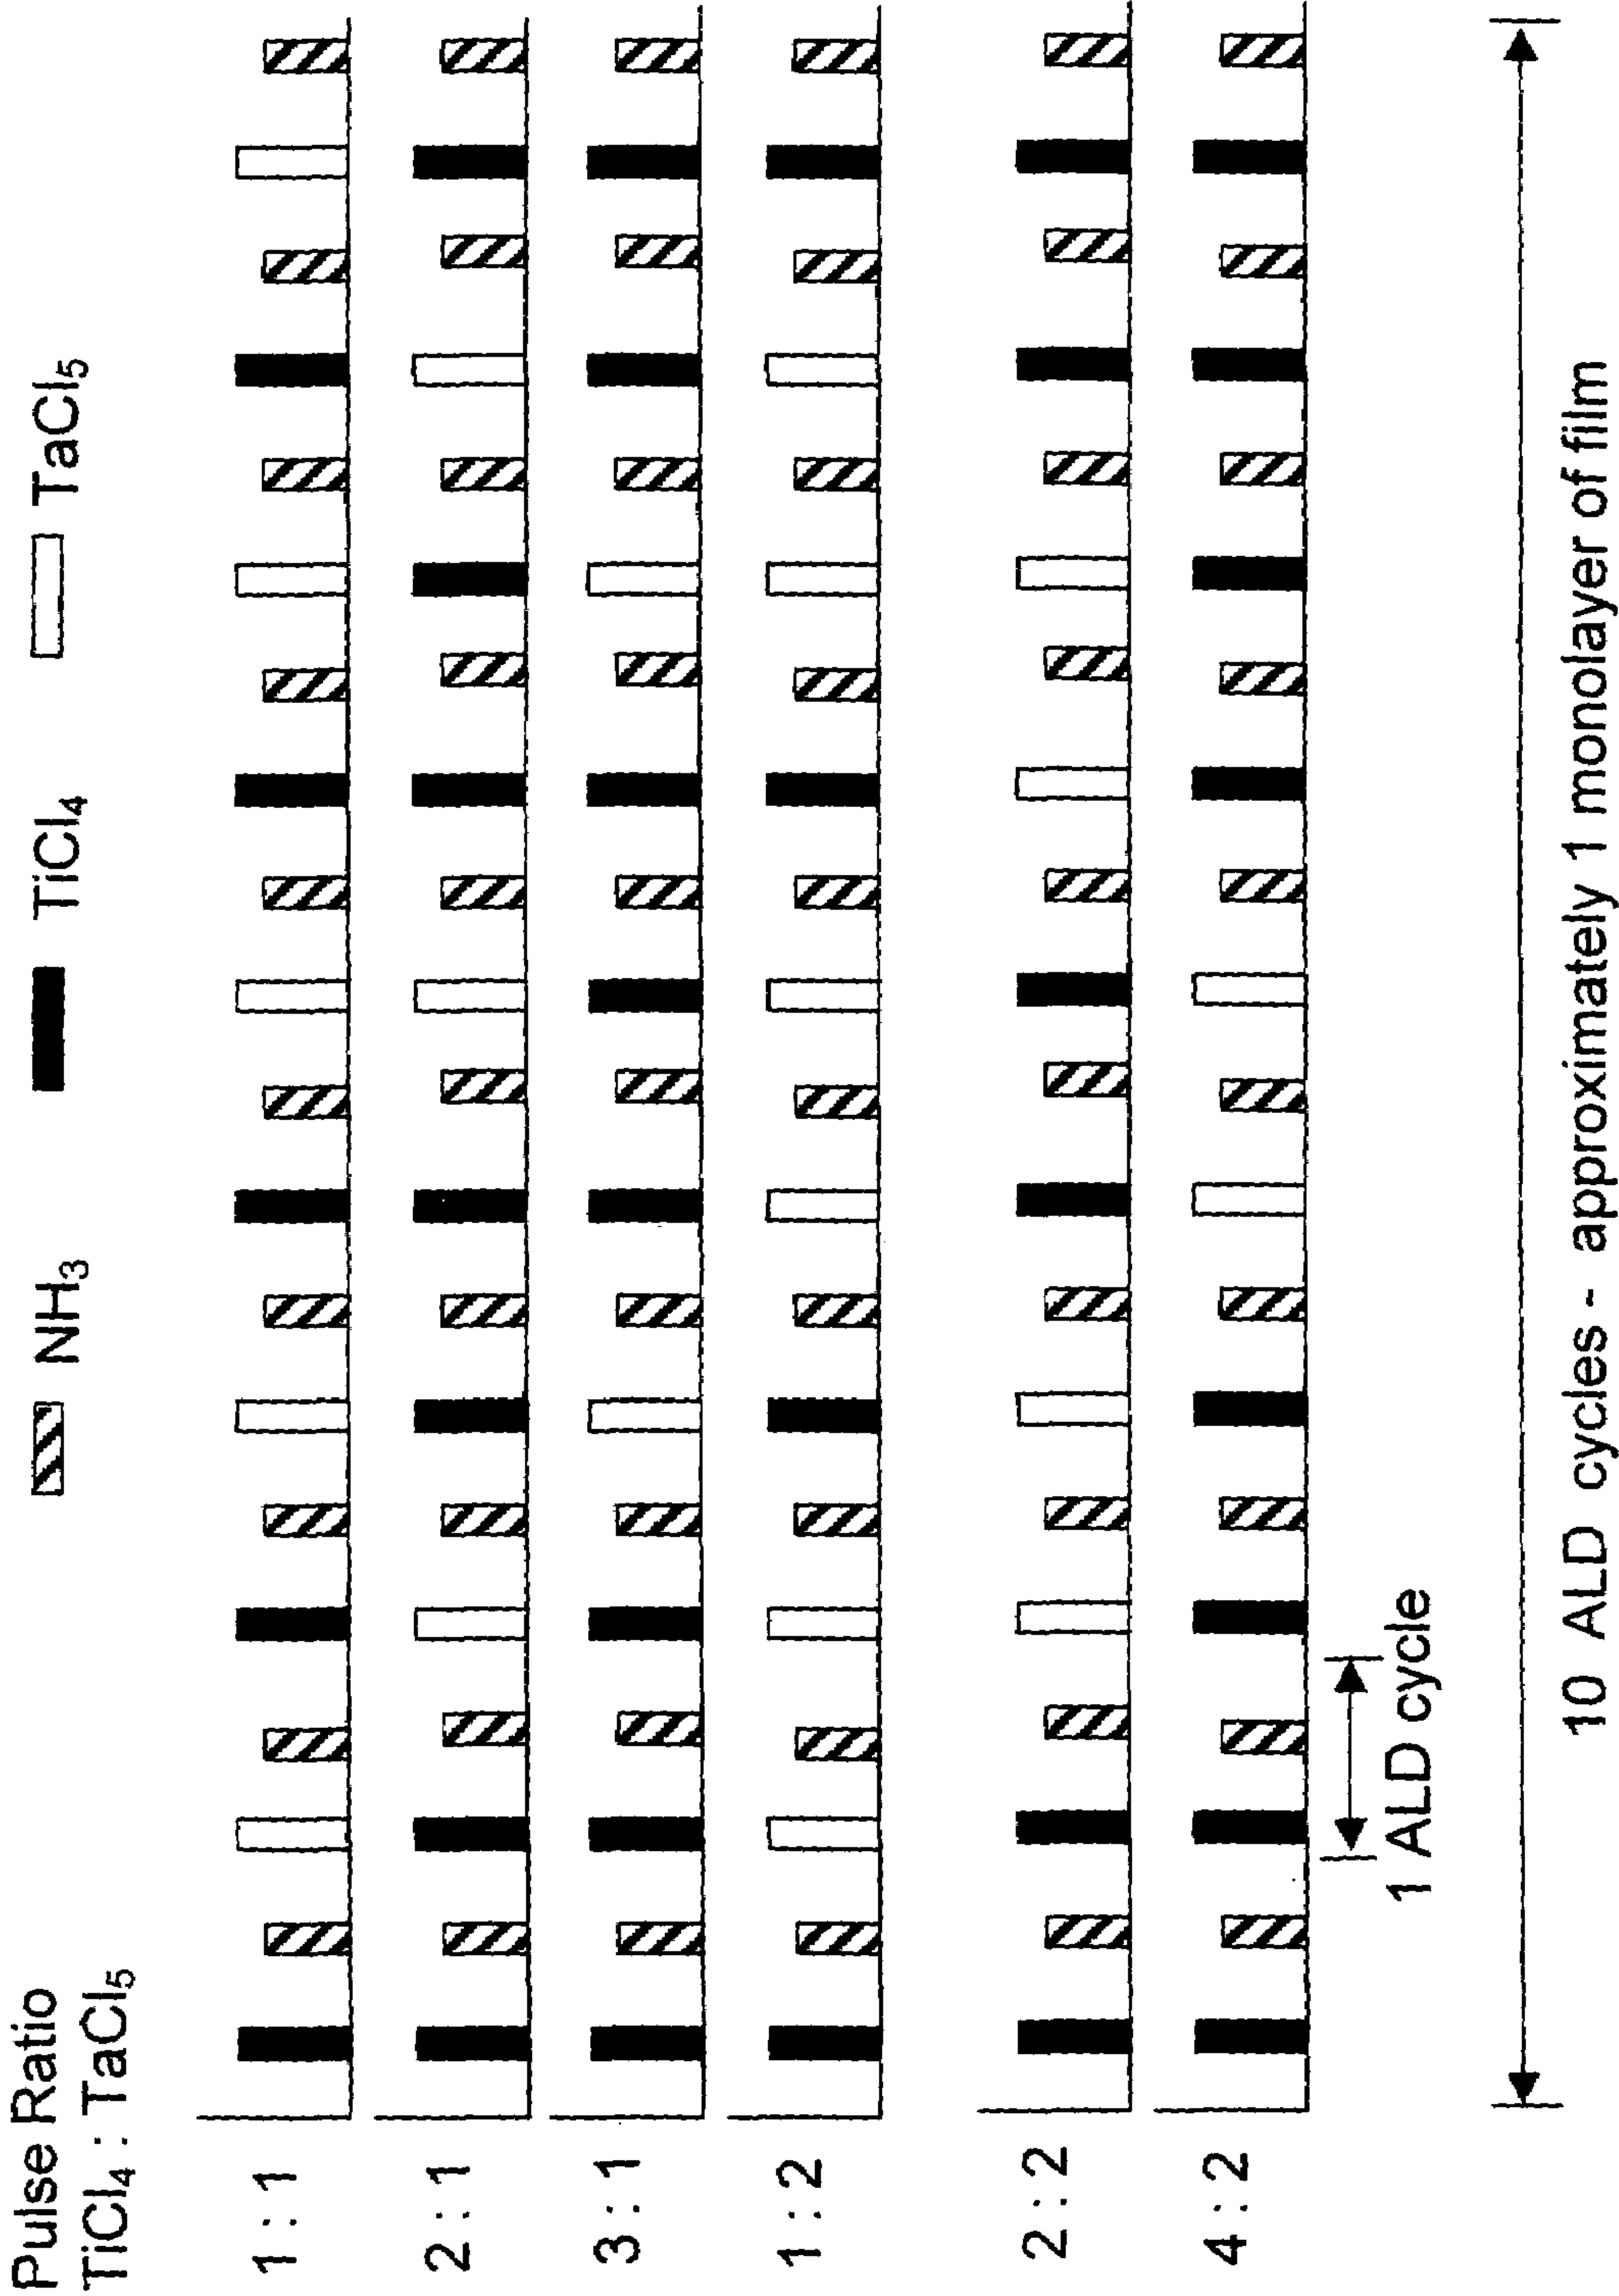 Pulse Ratio
TiCl₄ : TaCl₅
NH₃
TiCl₄
TaCl₅
1 : 1
2 : 1
3 : 1
1 : 2
2 : 2
4 : 2
1 ALD cycle
10 ALD cycles - approximately 1 monolayer of film